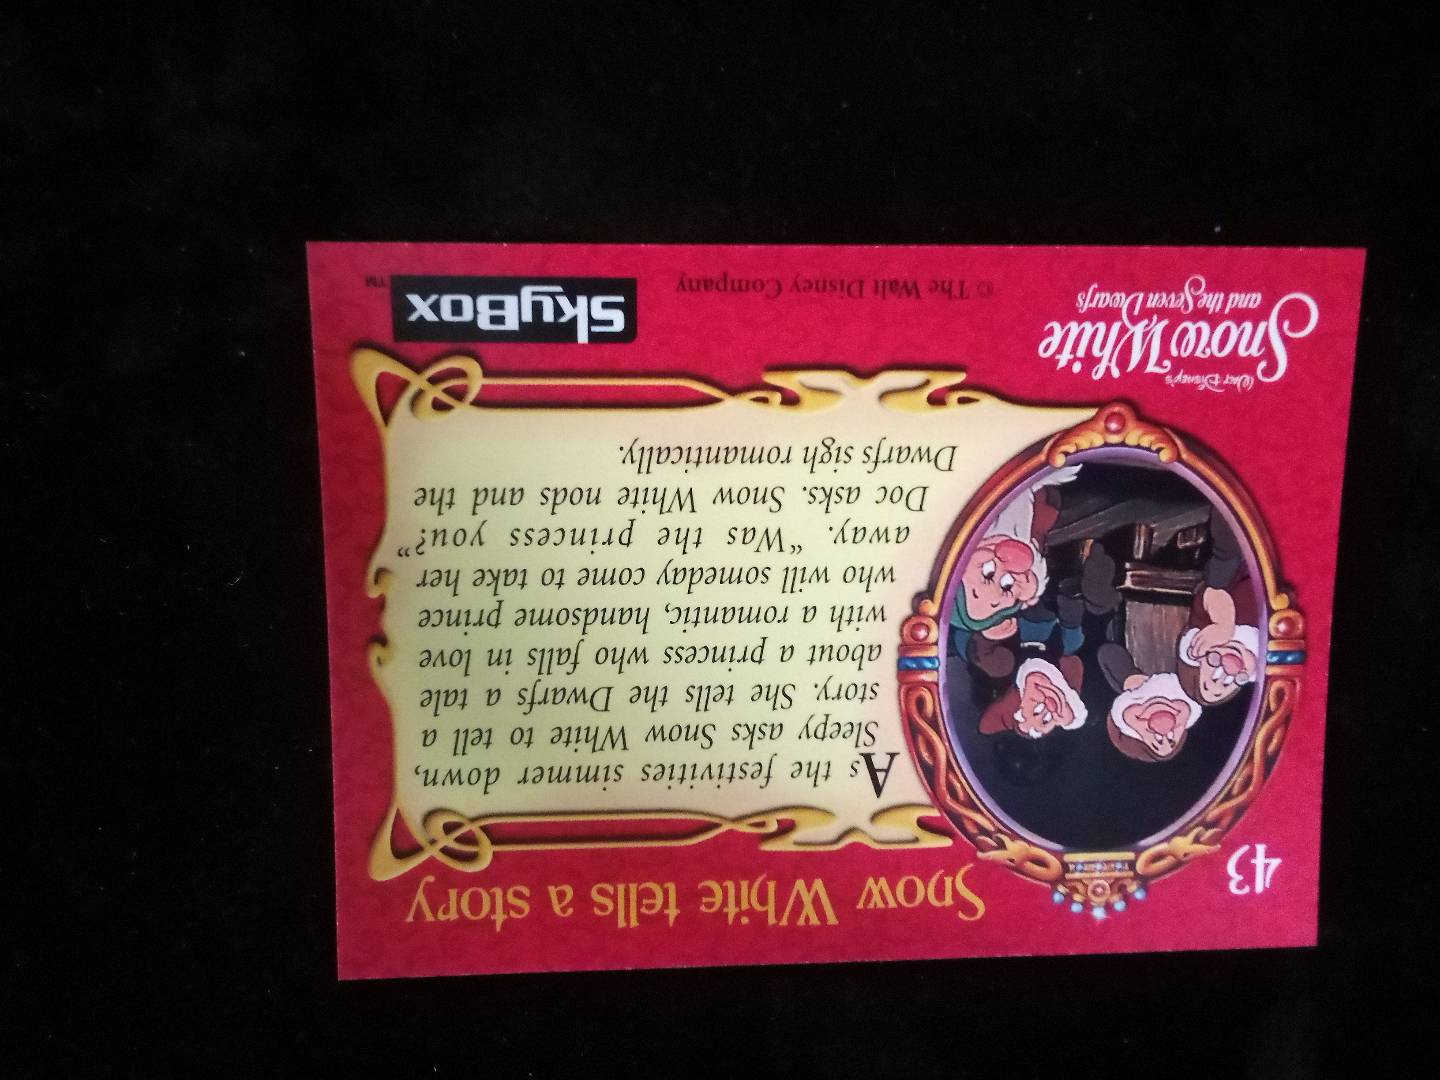 43
Snow White tells a story
As the festivities simmer down,
Sleepy asks Snow White to tell a
story. She tells the Dwarfs a tale
about a princess who falls in love
with a romantic, handsome prince
who will someday come to take her
away. "Was the princess you?"
Doc asks. Snow White nods and the
Dwarfs sigh romantically.
Walt Disney's
Snow White
and the Seven Dwarfs
© The Walt Disney Company
SkyBox™